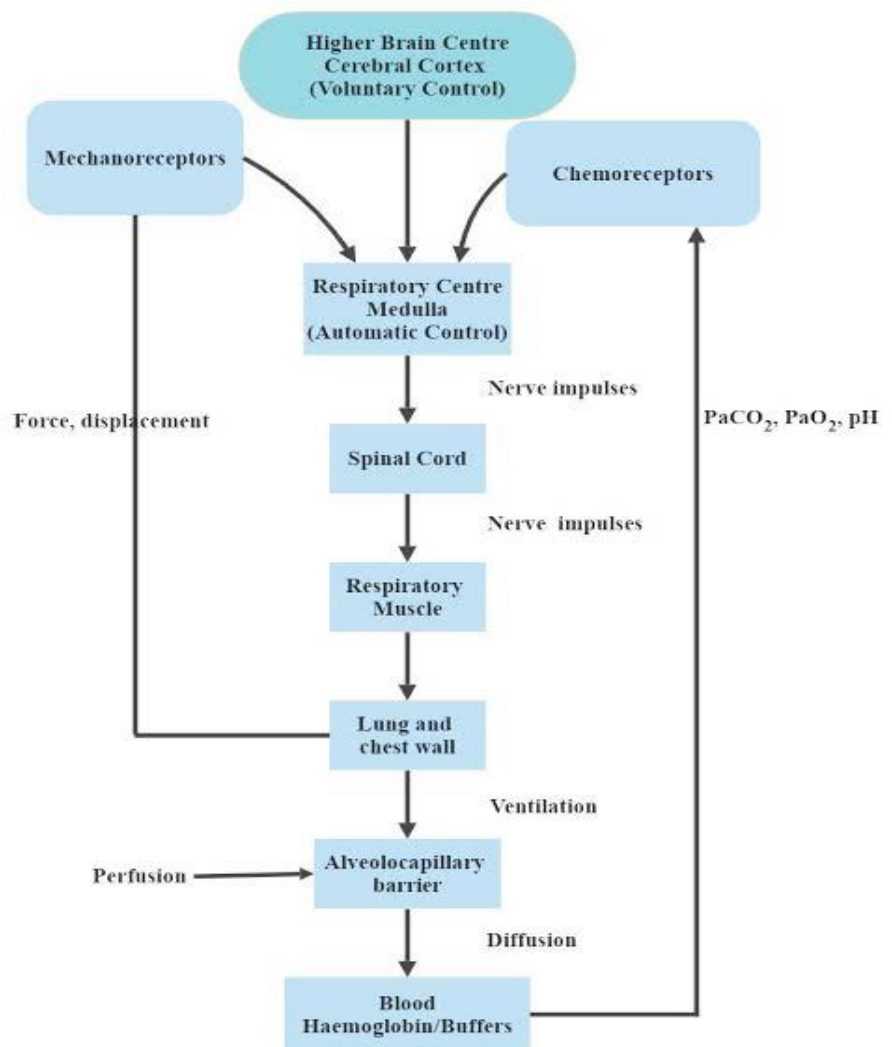 Higher Brain Centre
Cerebral Cortex
(Voluntary Control)
Mechanoreceptors
Chemoreceptors
Respiratory Centre
Medulla
(Automatic Control)
Nerve impulses
Force, displacement
PaCO₂, PaO₂, pH
Spinal Cord
Nerve impulses
Respiratory
Muscle
Lung and
chest wall
Ventilation
Alveolocapillary
barrier
Perfusion
Diffusion
Blood
Haemoglobin/Buffers